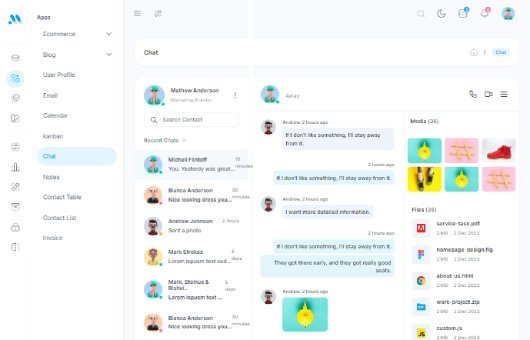 Apps
Ecommerce
Blog
User Profile
Email
Calendar
Kanban
Chat
Notes
Contact Table
Contact List
Invoice
Chat
/ Chat
Mathew Anderson
Marketing Director
Search Contact
Recent Chats
Michell Flintoff
You: Yesterdy was great...
15 minutes
Bianca Anderson
Nice looking dress you...
30 minutes
Andrew Johnson
Sent a photo
2 hours
Mark Strokes
Lorem ispusm text sud...
5 days
Mark, Stoinus & Rishvi..
Lorem ispusm text ...
5 days
Bianca Anderson
Nice looking dress you...
30 minutes
Away
Andrew, 2 hours ago
If I don't like something, I'll stay away
from it.
2 hours ago
If I don't like something, I'll stay away from it.
Andrew, 2 hours ago
I want more detailed information.
2 hours ago
If I don't like something, I'll stay away from it.
They got there early, and they got really good
seats.
Andrew, 2 hours ago
Media (36)
Files (36)
service-task.pdf
2 MB 2 Dec 2023
homepage-design.fig
2 MB 2 Dec 2023
about-us.html
2 MB 2 Dec 2023
work-project.zip
2 MB 2 Dec 2023
custom.js
2 MB 2 Dec 2023